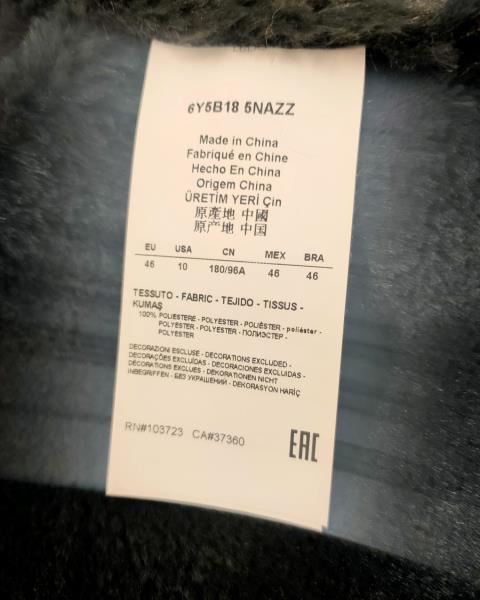 6Y5B18 5NAZZ
Made in China
Fabriqué en Chine
Hecho En China
Origem China
ÜRETİM YERİ Çin
原產地 中國
原产地 中国
EU USA CN MEX BRA
46 10 180/96A 46 46
TESSUTO - FABRIC - TEJIDO - TISSUS -
KUMAŞ
100% POLIESTERE - POLYESTER - POLIÉSTER - poliéster -
POLYESTER - POLYESTER - ПОЛИЭСТЕР -
POLYESTER
DECORAZIONI ESCLUSE - DECORATIONS EXCLUDED -
DECORAÇÕES EXCLUÍDAS - DECORACIONES EXCLUIDAS -
DÉCORATIONS EXCLUES - DEKORATIONEN NICHT
INBEGRIFFEN - БЕЗ УКРАШЕНИЙ - DEKORASYON HARİÇ
RN#103723 CA#37360 EAC